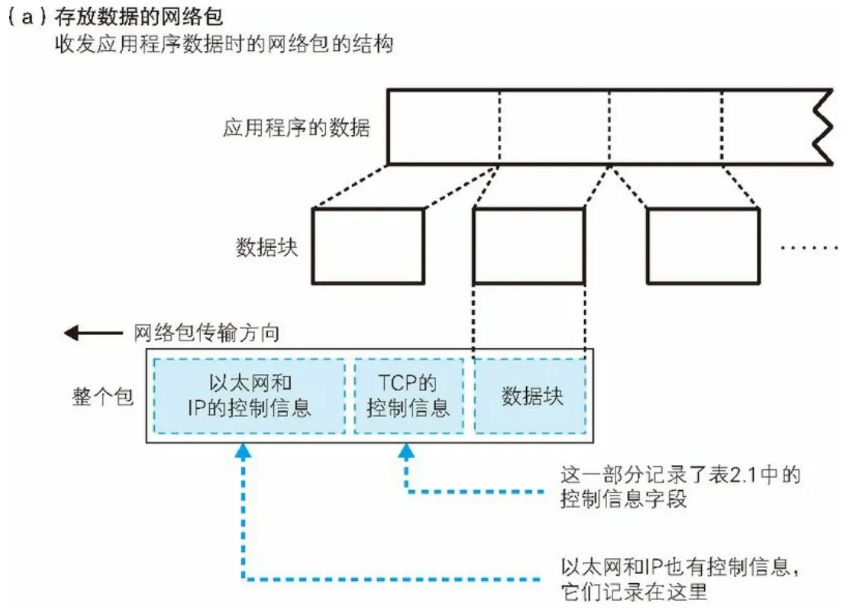 (a) 存放数据的网络包
收发应用程序数据时的网络包的结构
应用程序的数据
数据块
······
网络包传输方向
整个包
以太网和
IP的控制信息
TCP的
控制信息
数据块
这一部分记录了表2.1中的
控制信息字段
以太网和IP也有控制信息，
它们记录在这里